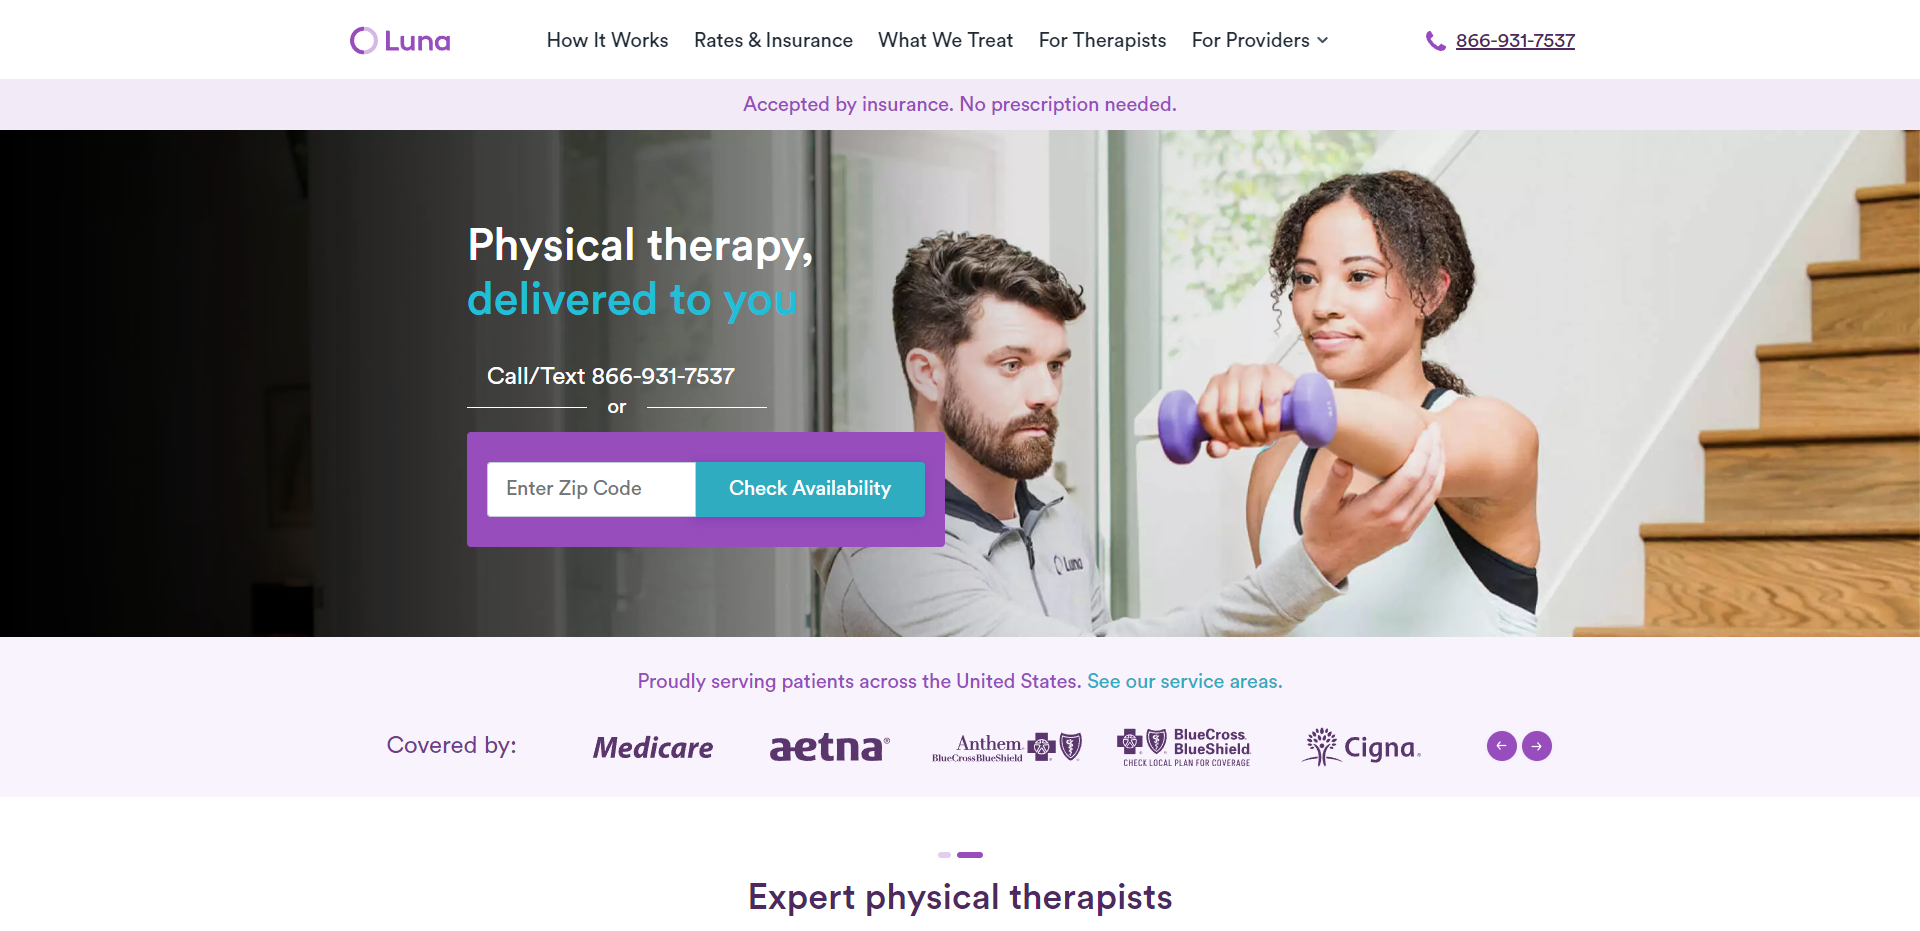 Luna
How It Works
Rates & Insurance
What We Treat
For Therapists
For Providers
866-931-7537
Accepted by insurance. No prescription needed.
Physical therapy,
delivered to you
Call/Text 866-931-7537
or
Enter Zip Code
Check Availability
Luna
Proudly serving patients across the United States. See our service areas.
Covered by:
Medicare
aetna®
Anthem
BlueCrossBlueShield
BlueCross
BlueShield
CHECK LOCAL PLAN FOR COVERAGE
Cigna
Expert physical therapists